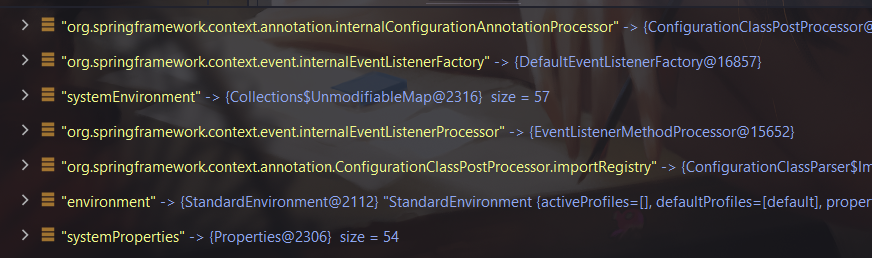 "org.springframework.context.annotation.internalConfigurationAnnotationProcessor" -> {ConfigurationClassPostProcessor@
"org.springframework.context.event.internalEventListenerFactory" -> {DefaultEventListenerFactory@16857}
"systemEnvironment" -> {Collections$UnmodifiableMap@2316} size = 57
"org.springframework.context.event.internalEventListenerProcessor" -> {EventListenerMethodProcessor@15652}
"org.springframework.context.annotation.ConfigurationClassPostProcessor.importRegistry" -> {ConfigurationClassParser$Im
"environment" -> {StandardEnvironment@2112} "StandardEnvironment {activeProfiles=[], defaultProfiles=[default], proper
"systemProperties" -> {Properties@2306} size = 54